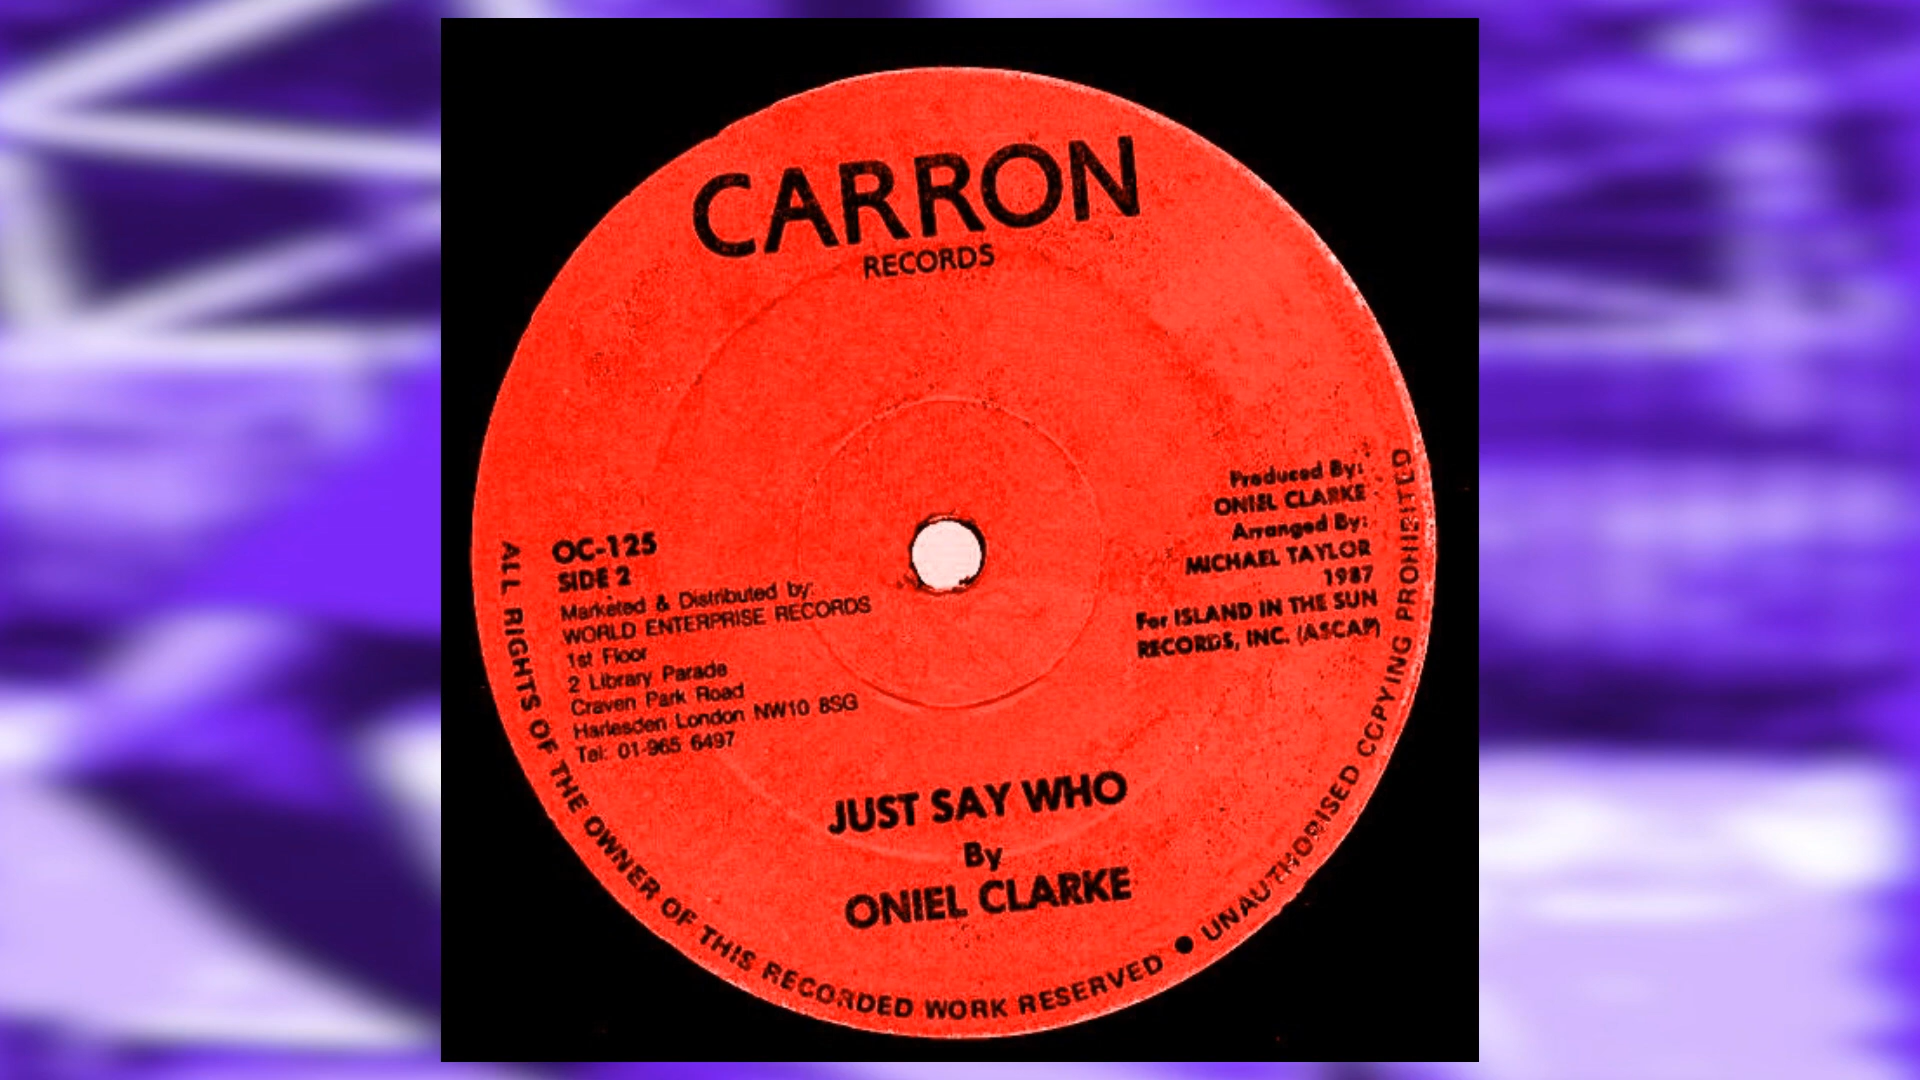 CARRON
RECORDS
OC-125
SIDE 2
Marketed & Distributed by:
WORLD ENTERPRISE RECORDS
1st Floor
2 Library Parade
Craven Park Road
Harlesden London NW10 8SG
Tel: 01-965 6497
Produced By:
ONIEL CLARKE
Arranged By:
MICHAEL TAYLOR
1987
For ISLAND IN THE SUN
RECORDS, INC. (ASCAP)
JUST SAY WHO
By
ONIEL CLARKE
ALL RIGHTS OF THE OWNER OF THIS RECORDED WORK RESERVED ● UNAUTHORISED COPYING PROHIBITED